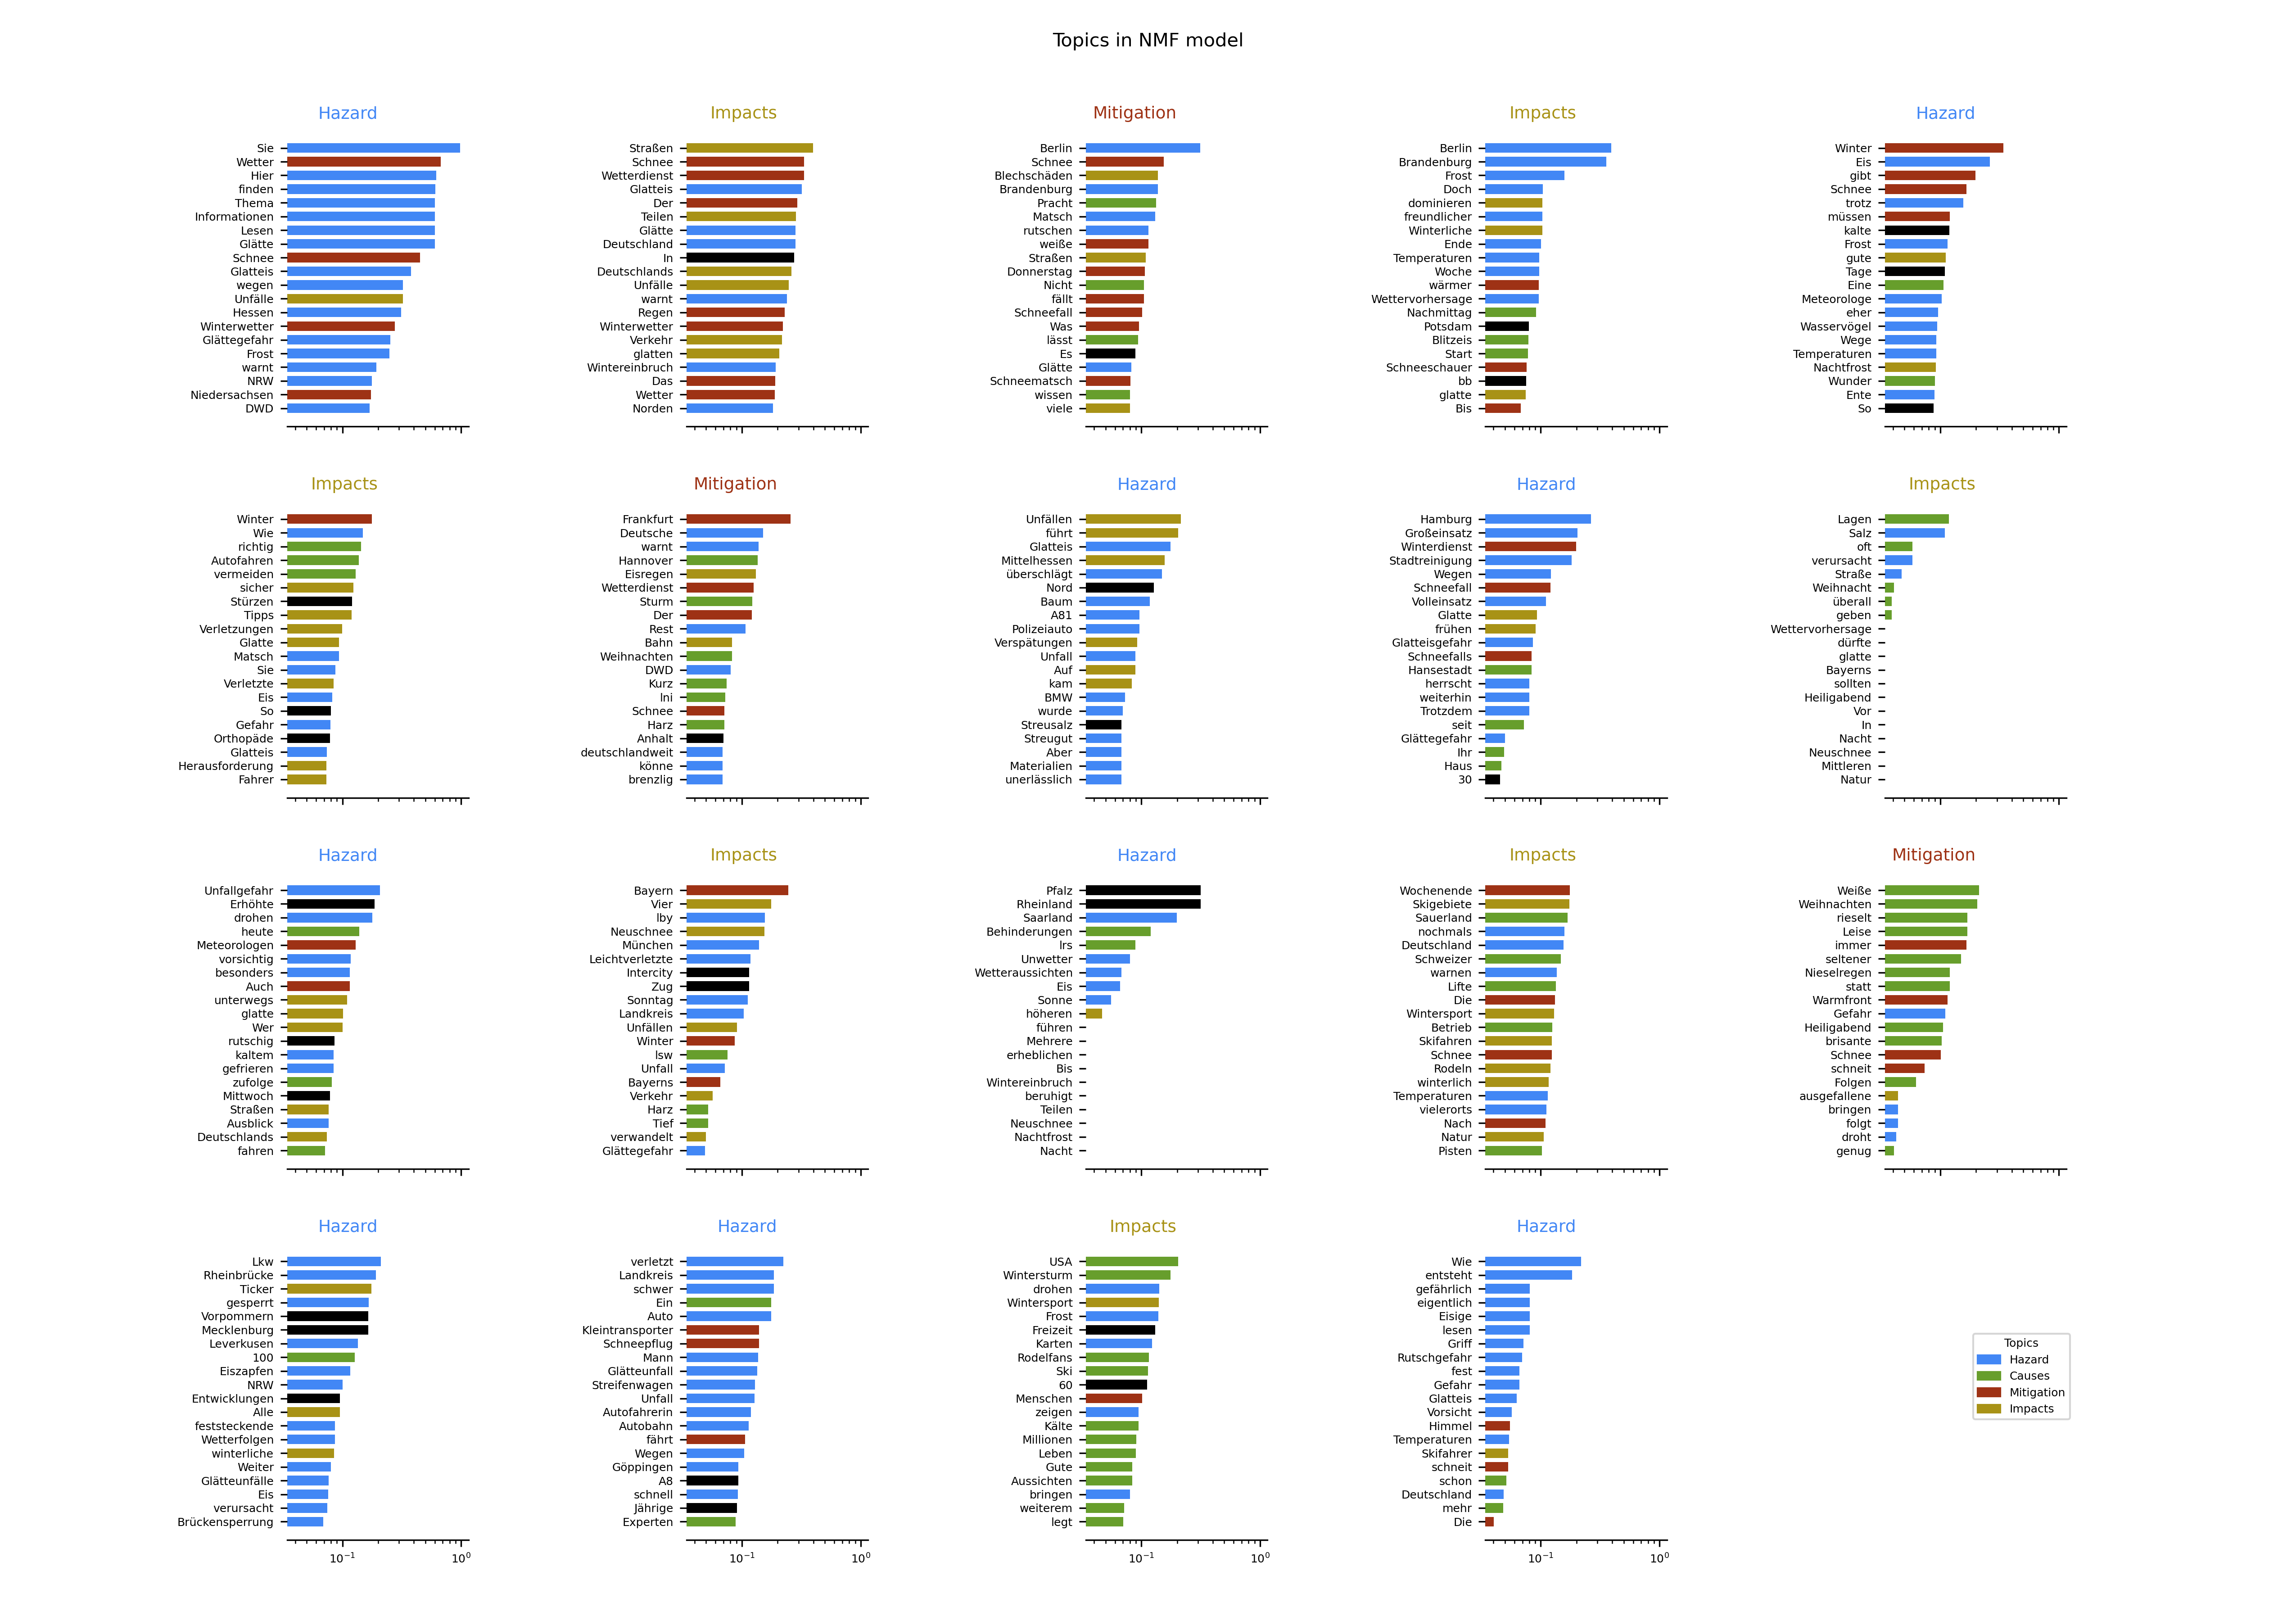 Topics in NMF model
Hazard
Sie
Wetter
Hier
finden
Thema
Informationen
Lesen
Glätte
Schnee
Glatteis
wegen
Unfälle
Hessen
Winterwetter
Glättegefahr
Frost
warnt
NRW
Niedersachsen
DWD
Impacts
Straßen
Schnee
Wetterdienst
Glatteis
Der
Teilen
Glätte
Deutschland
In
Deutschlands
Unfälle
warnt
Regen
Winterwetter
Verkehr
glatten
Wintereinbruch
Das
Wetter
Norden
Mitigation
Berlin
Schnee
Blechschäden
Brandenburg
Pracht
Matsch
rutschen
weiße
Straßen
Donnerstag
Nicht
fällt
Schneefall
Was
lässt
Es
Glätte
Schneematsch
wissen
viele
Impacts
Berlin
Brandenburg
Frost
Doch
dominieren
freundlicher
Winterliche
Ende
Temperaturen
Woche
wärmer
Wettervorhersage
Nachmittag
Potsdam
Blitzeis
Start
Schneeschauer
bb
glatte
Bis
Hazard
Winter
Eis
gibt
Schnee
trotz
müssen
kalte
Frost
gute
Tage
Eine
Meteorologe
eher
Wasservögel
Wege
Temperaturen
Nachtfrost
Wunder
Ente
So
Impacts
Winter
Wie
richtig
Autofahren
vermeiden
sicher
Stürzen
Tipps
Verletzungen
Glatte
Matsch
Sie
Verletzte
Eis
So
Gefahr
Orthopäde
Glatteis
Herausforderung
Fahrer
Mitigation
Frankfurt
Deutsche
warnt
Hannover
Eisregen
Wetterdienst
Sturm
Der
Rest
Bahn
Weihnachten
DWD
Kurz
lni
Schnee
Harz
Anhalt
deutschlandweit
könne
brenzlig
Hazard
Unfällen
führt
Glatteis
Mittelhessen
überschlägt
Nord
Baum
A81
Polizeiauto
Verspätungen
Unfall
Auf
kam
BMW
wurde
Streusalz
Streugut
Aber
Materialien
unerlässlich
Hazard
Hamburg
Großeinsatz
Winterdienst
Stadtreinigung
Wegen
Schneefall
Volleinsatz
Glatte
frühen
Glatteisgefahr
Schneefalls
Hansestadt
herrscht
weiterhin
Trotzdem
seit
Glättegefahr
Ihr
Haus
30
Impacts
Lagen
Salz
oft
verursacht
Straße
Weihnacht
überall
geben
Wettervorhersage
dürfte
glatte
Bayerns
sollten
Heiligabend
Vor
In
Nacht
Neuschnee
Mittleren
Natur
Hazard
Unfallgefahr
Erhöhte
drohen
heute
Meteorologen
vorsichtig
besonders
Auch
unterwegs
glatte
Wer
rutschig
kaltem
gefrieren
zufolge
Mittwoch
Straßen
Ausblick
Deutschlands
fahren
Impacts
Bayern
Vier
lby
Neuschnee
München
Leichtverletzte
Intercity
Zug
Sonntag
Landkreis
Unfällen
Winter
lsw
Unfall
Bayerns
Verkehr
Harz
Tief
verwandelt
Glättegefahr
Hazard
Pfalz
Rheinland
Saarland
Behinderungen
lrs
Unwetter
Wetteraussichten
Eis
Sonne
höheren
führen
Mehrere
erheblichen
Bis
Wintereinbruch
beruhigt
Teilen
Neuschnee
Nachtfrost
Nacht
Impacts
Wochenende
Skigebiete
Sauerland
nochmals
Deutschland
Schweizer
warnen
Lifte
Die
Wintersport
Betrieb
Skifahren
Schnee
Rodeln
winterlich
Temperaturen
vielerorts
Nach
Natur
Pisten
Mitigation
Weiße
Weihnachten
rieselt
Leise
immer
seltener
Nieselregen
statt
Warmfront
Gefahr
Heiligabend
brisante
Schnee
schneit
Folgen
ausgefallene
bringen
folgt
droht
genug
Hazard
Lkw
Rheinbrücke
Ticker
gesperrt
Vorpommern
Mecklenburg
Leverkusen
100
Eiszapfen
NRW
Entwicklungen
Alle
feststeckende
Wetterfolgen
winterliche
Weiter
Glätteunfälle
Eis
verursacht
Brückensperrung
10⁻¹ 10⁰
Hazard
verletzt
Landkreis
schwer
Ein
Auto
Kleintransporter
Schneepflug
Mann
Glätteunfall
Streifenwagen
Unfall
Autofahrerin
Autobahn
fährt
Wegen
Göppingen
A8
schnell
Jährige
Experten
10⁻¹ 10⁰
Impacts
USA
Wintersturm
drohen
Wintersport
Frost
Freizeit
Karten
Rodelfans
Ski
60
Menschen
zeigen
Kälte
Millionen
Leben
Gute
Aussichten
bringen
weiterem
legt
10⁻¹ 10⁰
Hazard
Wie
entsteht
gefährlich
eigentlich
Eisige
lesen
Griff
Rutschgefahr
fest
Gefahr
Glatteis
Vorsicht
Himmel
Temperaturen
Skifahrer
schneit
schon
Deutschland
mehr
Die
10⁻¹ 10⁰
Topics
Hazard
Causes
Mitigation
Impacts